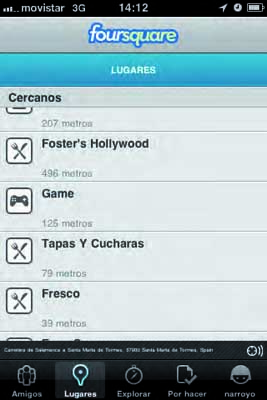 movistar 3G 14:12
foursquare
LUGARES
Cercanos
207 metros
Foster's Hollywood
496 metros
Game
125 metros
Tapas Y Cucharas
79 metros
Fresco
39 metros
Carretera de Salamanca a Santa Marta de Tormes, 37900 Santa Marta de Tormes, Spain
Amigos Lugares Explorar Por hacer narroyo